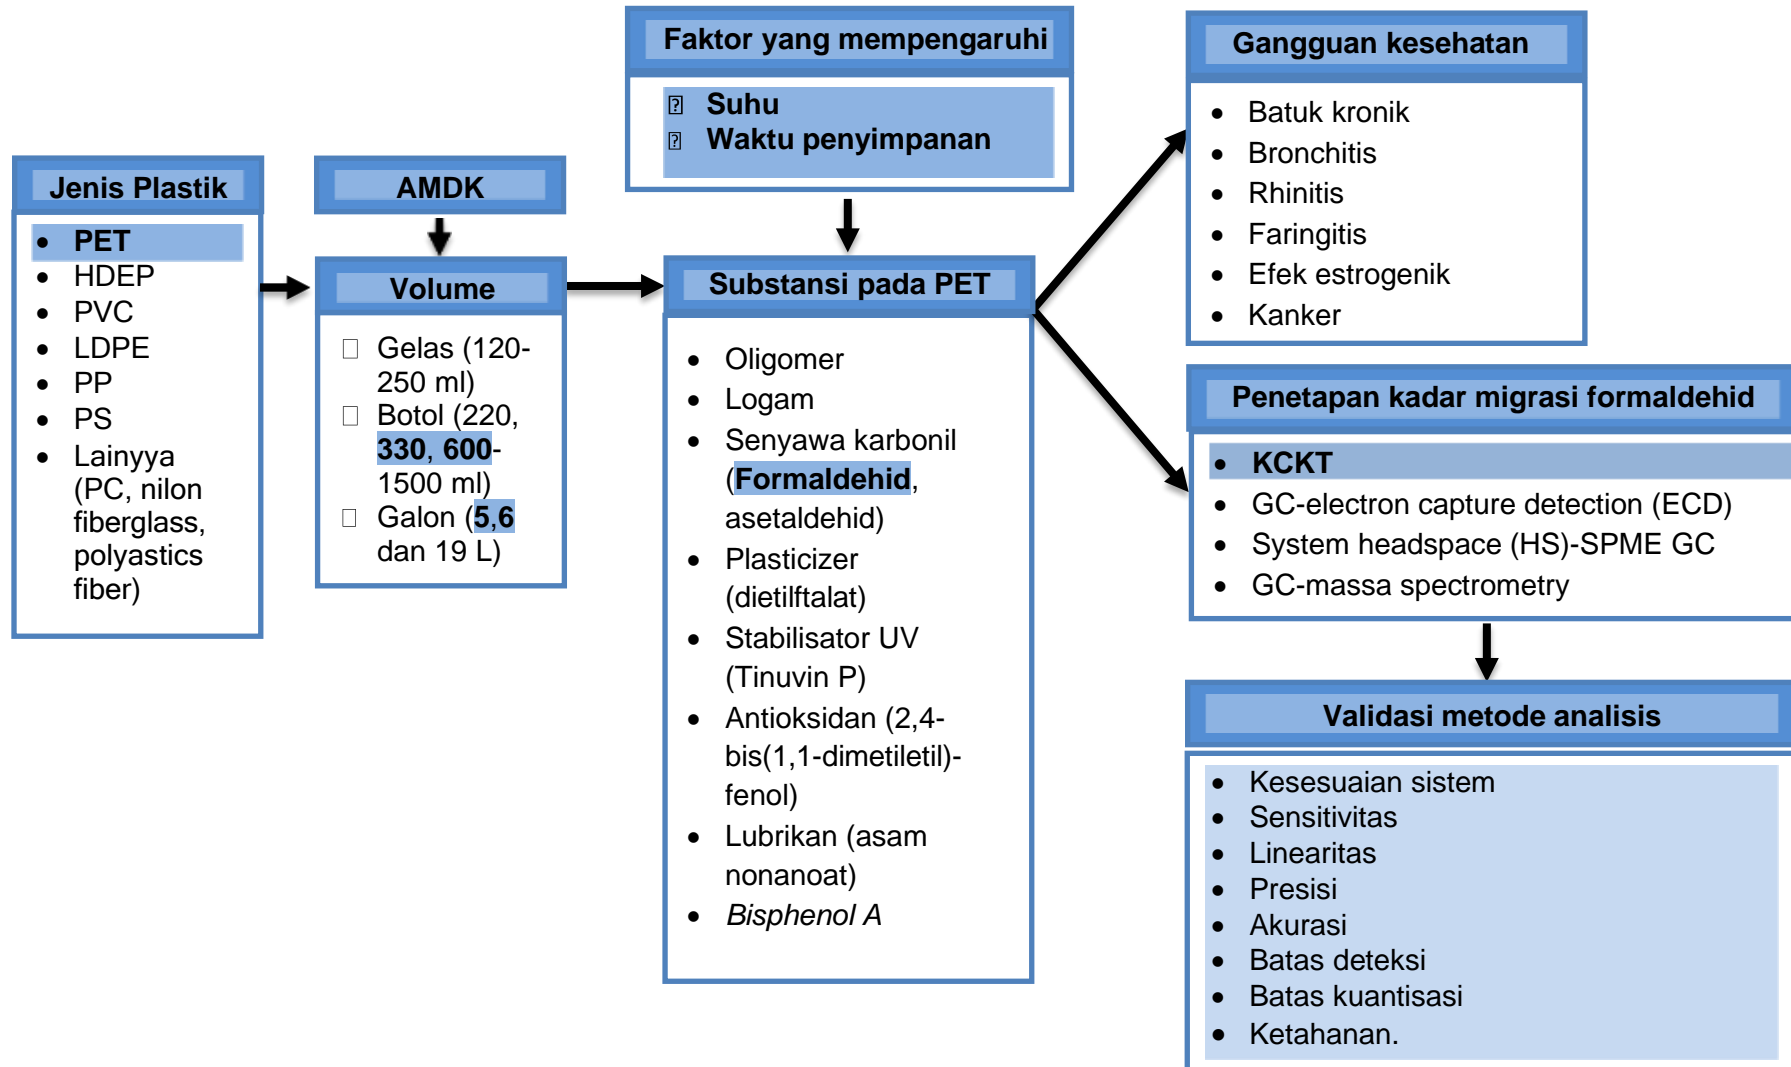 Faktor yang mempengaruhi
Suhu
Waktu penyimpanan
Gangguan kesehatan
• Batuk kronik
• Bronchitis
• Rhinitis
• Faringitis
• Efek estrogenik
• Kanker
Jenis Plastik
• PET
• HDEP
• PVC
• LDPE
• PP
• PS
• Lainyya
(PC, nilon
fiberglass,
polyastics
fiber)
AMDK
Volume
Gelas (120-
250 ml)
Botol (220,
330, 600-
1500 ml)
Galon (5,6
dan 19 L)
Substansi pada PET
• Oligomer
• Logam
• Senyawa karbonil
(Formaldehid,
asetaldehid)
• Plasticizer
(dietilftalat)
• Stabilisator UV
(Tinuvin P)
• Antioksidan (2,4-
bis(1,1-dimetiletil)-
fenol)
• Lubrikan (asam
nonanoat)
• Bisphenol A
Penetapan kadar migrasi formaldehid
• KCKT
• GC-electron capture detection (ECD)
• System headspace (HS)-SPME GC
• GC-massa spectrometry
Validasi metode analisis
• Kesesuaian sistem
• Sensitivitas
• Linearitas
• Presisi
• Akurasi
• Batas deteksi
• Batas kuantisasi
• Ketahanan.